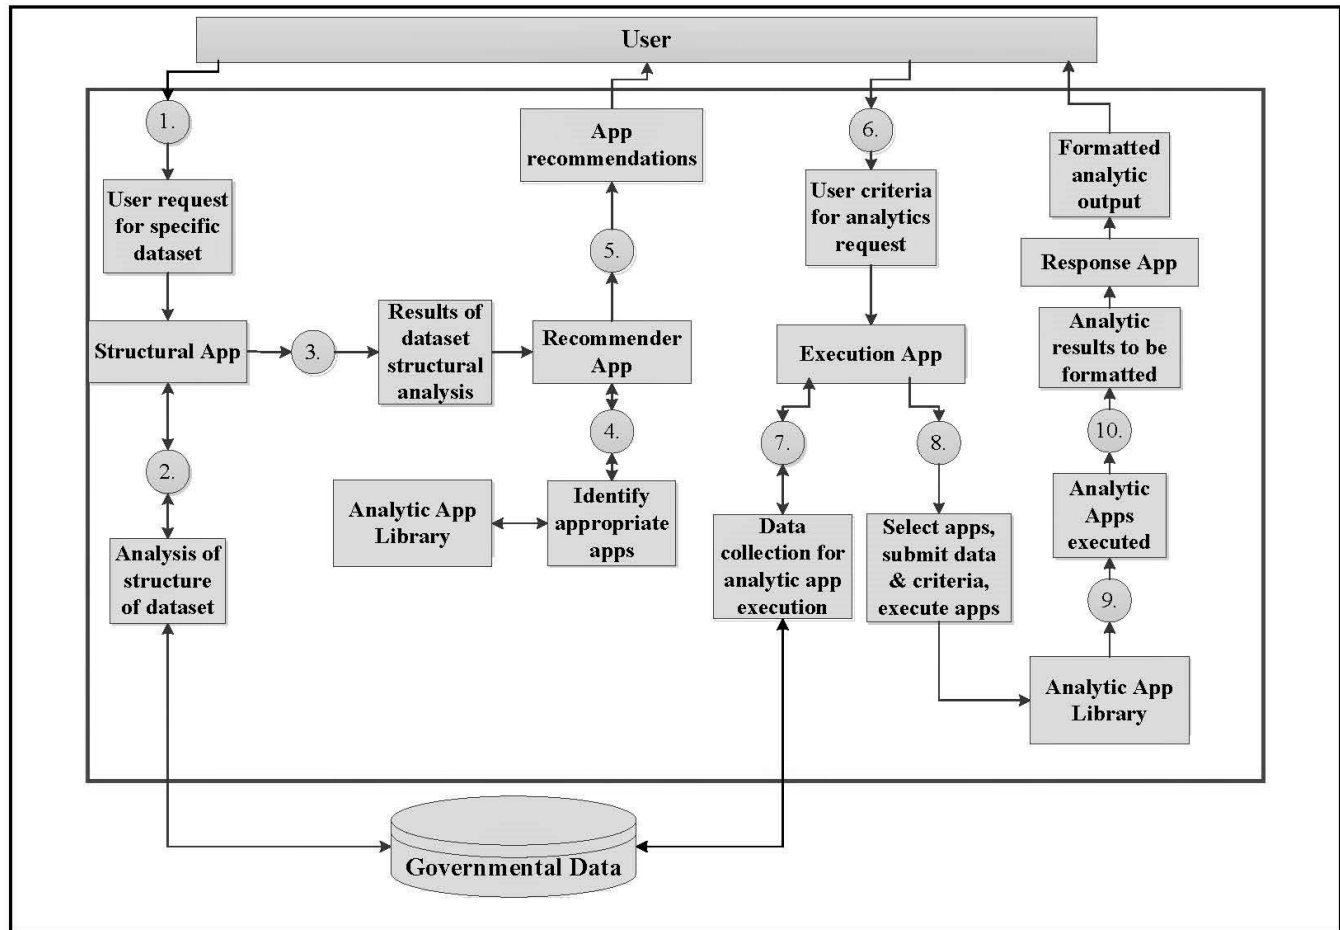 User
1.
User request
for specific
dataset
Structural App
2.
Analysis of
structure
of dataset
3.
Results of
dataset
structural
analysis
App
recommendations
5.
Recommender
App
4.
Identify
appropriate
apps
Analytic App
Library
6.
User criteria
for analytics
request
Execution App
7.
Data
collection for
analytic app
execution
8.
Select apps,
submit data
& criteria,
execute apps
Formatted
analytic
output
Response App
Analytic
results to be
formatted
10.
Analytic
Apps
executed
9.
Analytic App
Library
Governmental Data